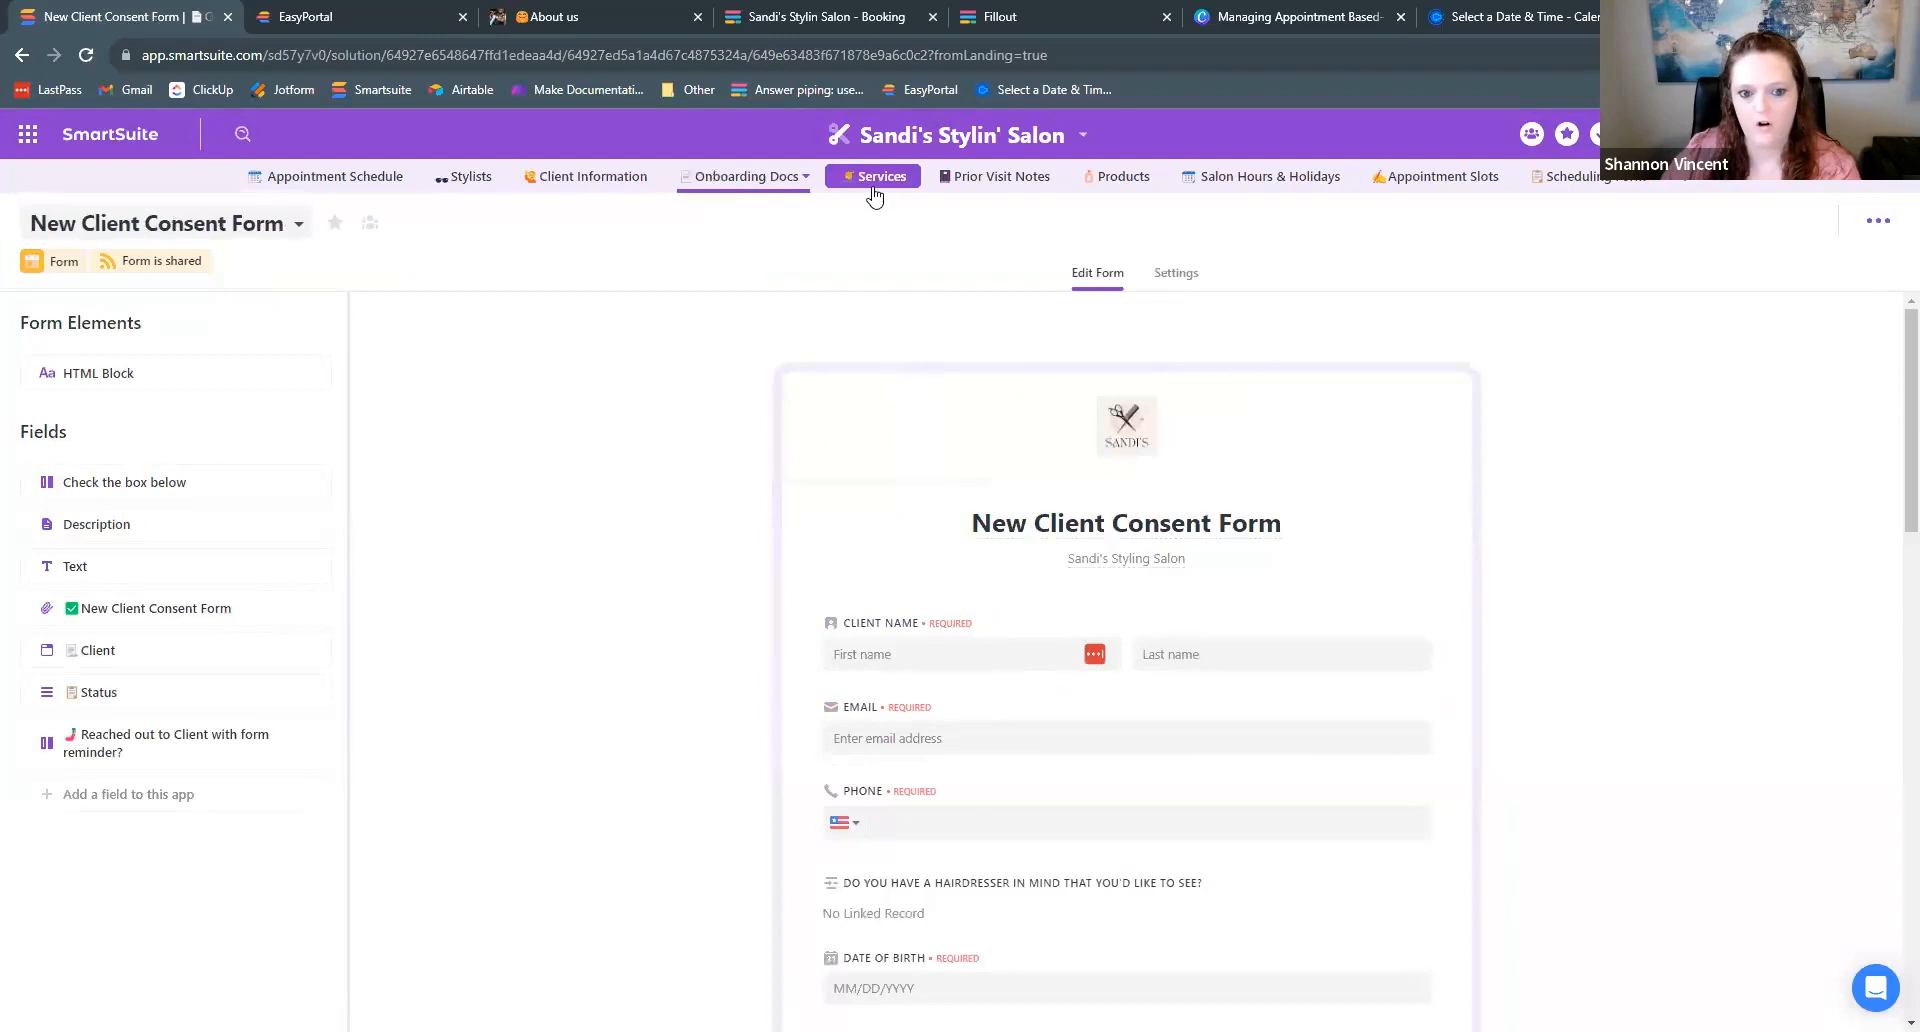 New Client Consent Form |
EasyPortal
About us
Sandi's Stylin Salon - Booking
Fillout
Managing Appointment Based-
Select a Date & Time - Caler
app.smartsuite.com/sd57y7v0/solution/64927e6548647ffd1edeaa4d/64927ed5a1a4d67c4875324a/649e63483f671878e9a6c0c2?fromLanding=true
LastPass
Gmail
ClickUp
Jotform
Smartsuite
Airtable
Make Documentati...
Other
Answer piping: use...
EasyPortal
Select a Date & Tim...
SmartSuite
Sandi's Stylin' Salon
Shannon Vincent
Appointment Schedule
Stylists
Client Information
Onboarding Docs
Services
Prior Visit Notes
Products
Salon Hours & Holidays
Appointment Slots
New Client Consent Form
Form
Form is shared
Edit Form
Settings
Form Elements
Aa HTML Block
Fields
Check the box below
Description
T Text
New Client Consent Form
Client
Status
Reached out to Client with form
reminder?
+ Add a field to this app
SANDI'S
New Client Consent Form
Sandi's Styling Salon
CLIENT NAME • REQUIRED
First name
Last name
EMAIL • REQUIRED
Enter email address
PHONE • REQUIRED
DO YOU HAVE A HAIRDRESSER IN MIND THAT YOU'D LIKE TO SEE?
No Linked Record
DATE OF BIRTH • REQUIRED
MM/DD/YYYY